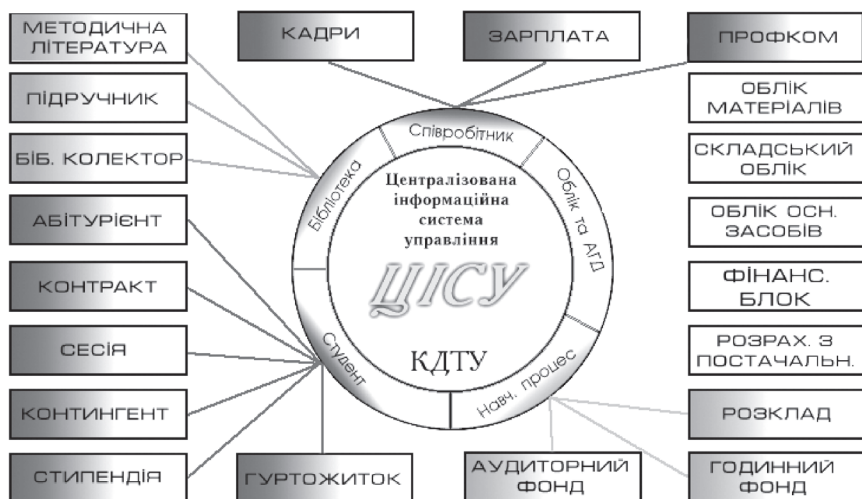 МЕТОДИЧНА
ЛІТЕРАТУРА
КАДРИ
ЗАРПЛАТА
ПРОФКОМ
ПІДРУЧНИК
ОБЛІК
МАТЕРІАЛІВ
БІБ. КОЛЕКТОР
СКЛАДСЬКИЙ
ОБЛІК
АБІТУРІЄНТ
ОБЛІК ОСН.
ЗАСОБІВ
КОНТРАКТ
ФІНАНС.
БЛОК
СЕСІЯ
РОЗРАХ. З
ПОСТАЧАЛЬН.
КОНТИНГЕНТ
РОЗКЛАД
СТИПЕНДІЯ
ГУРТОЖИТОК
АУДИТОРНИЙ
ФОНД
ГОДИННИЙ
ФОНД
Співробітник
Бібліотека
Облік та АГД
Студент
Навч. процес
Централізована
інформаційна
система
управління
ЦІСУ
КДТУ